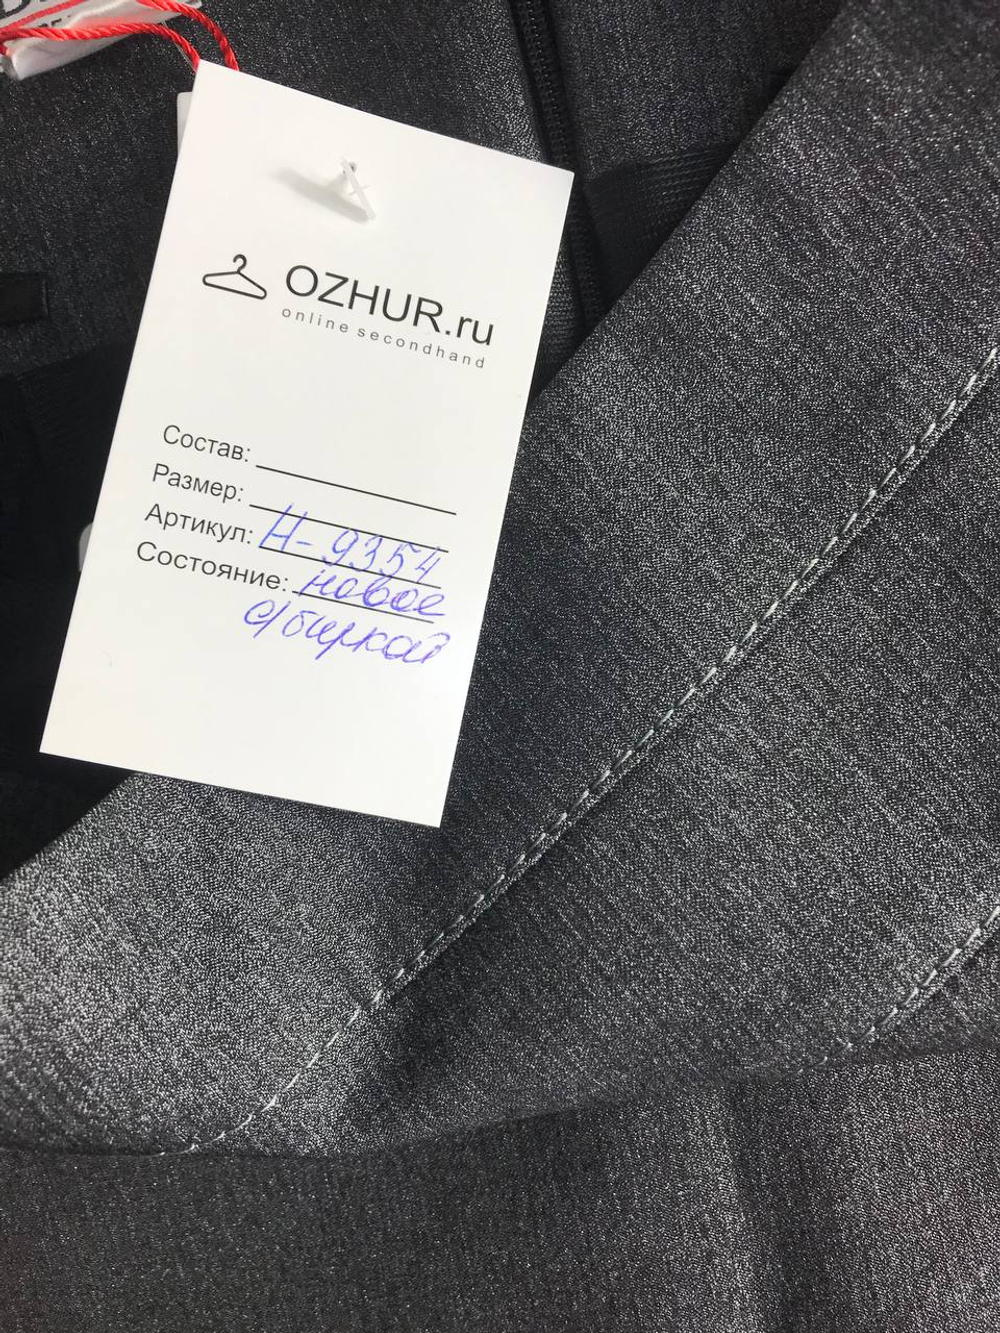 OZHUR.ru
online secondhand
Состав:
Размер:
Артикул: Н-9354
Состояние: новое
с/биркой